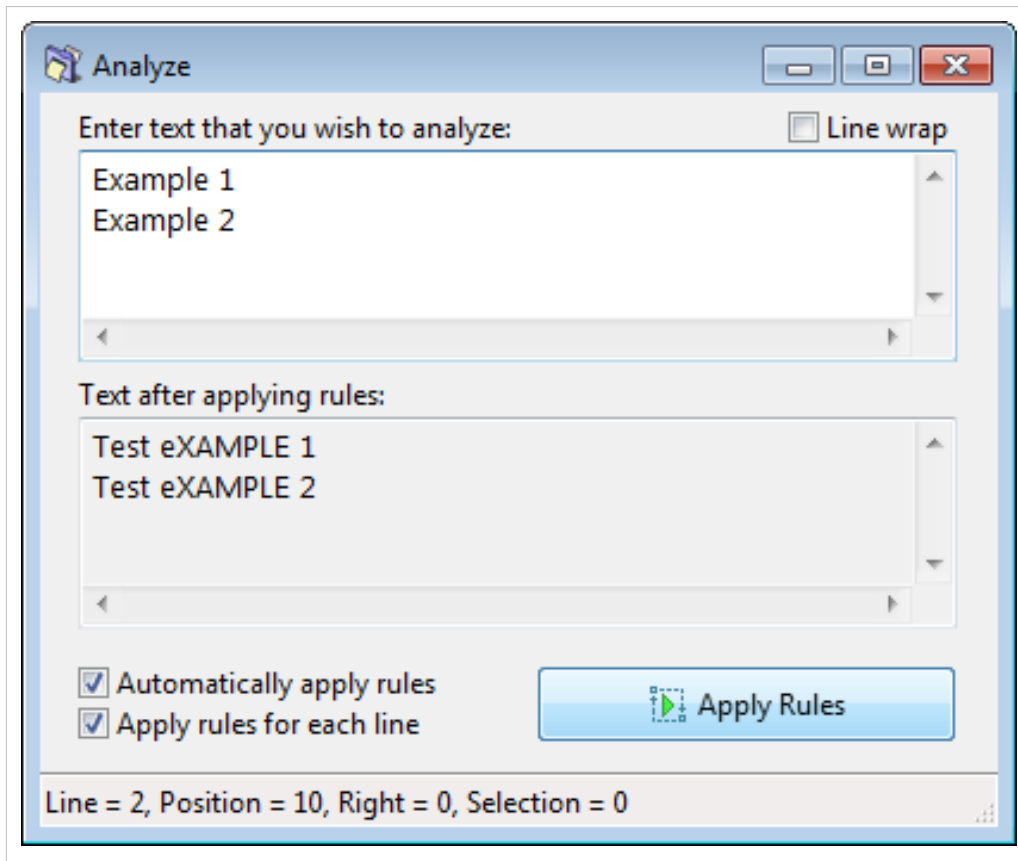 Analyze
Enter text that you wish to analyze:
Line wrap
Example 1
Example 2
Text after applying rules:
Test eXAMPLE 1
Test eXAMPLE 2
Automatically apply rules
Apply rules for each line
Apply Rules
Line = 2, Position = 10, Right = 0, Selection = 0